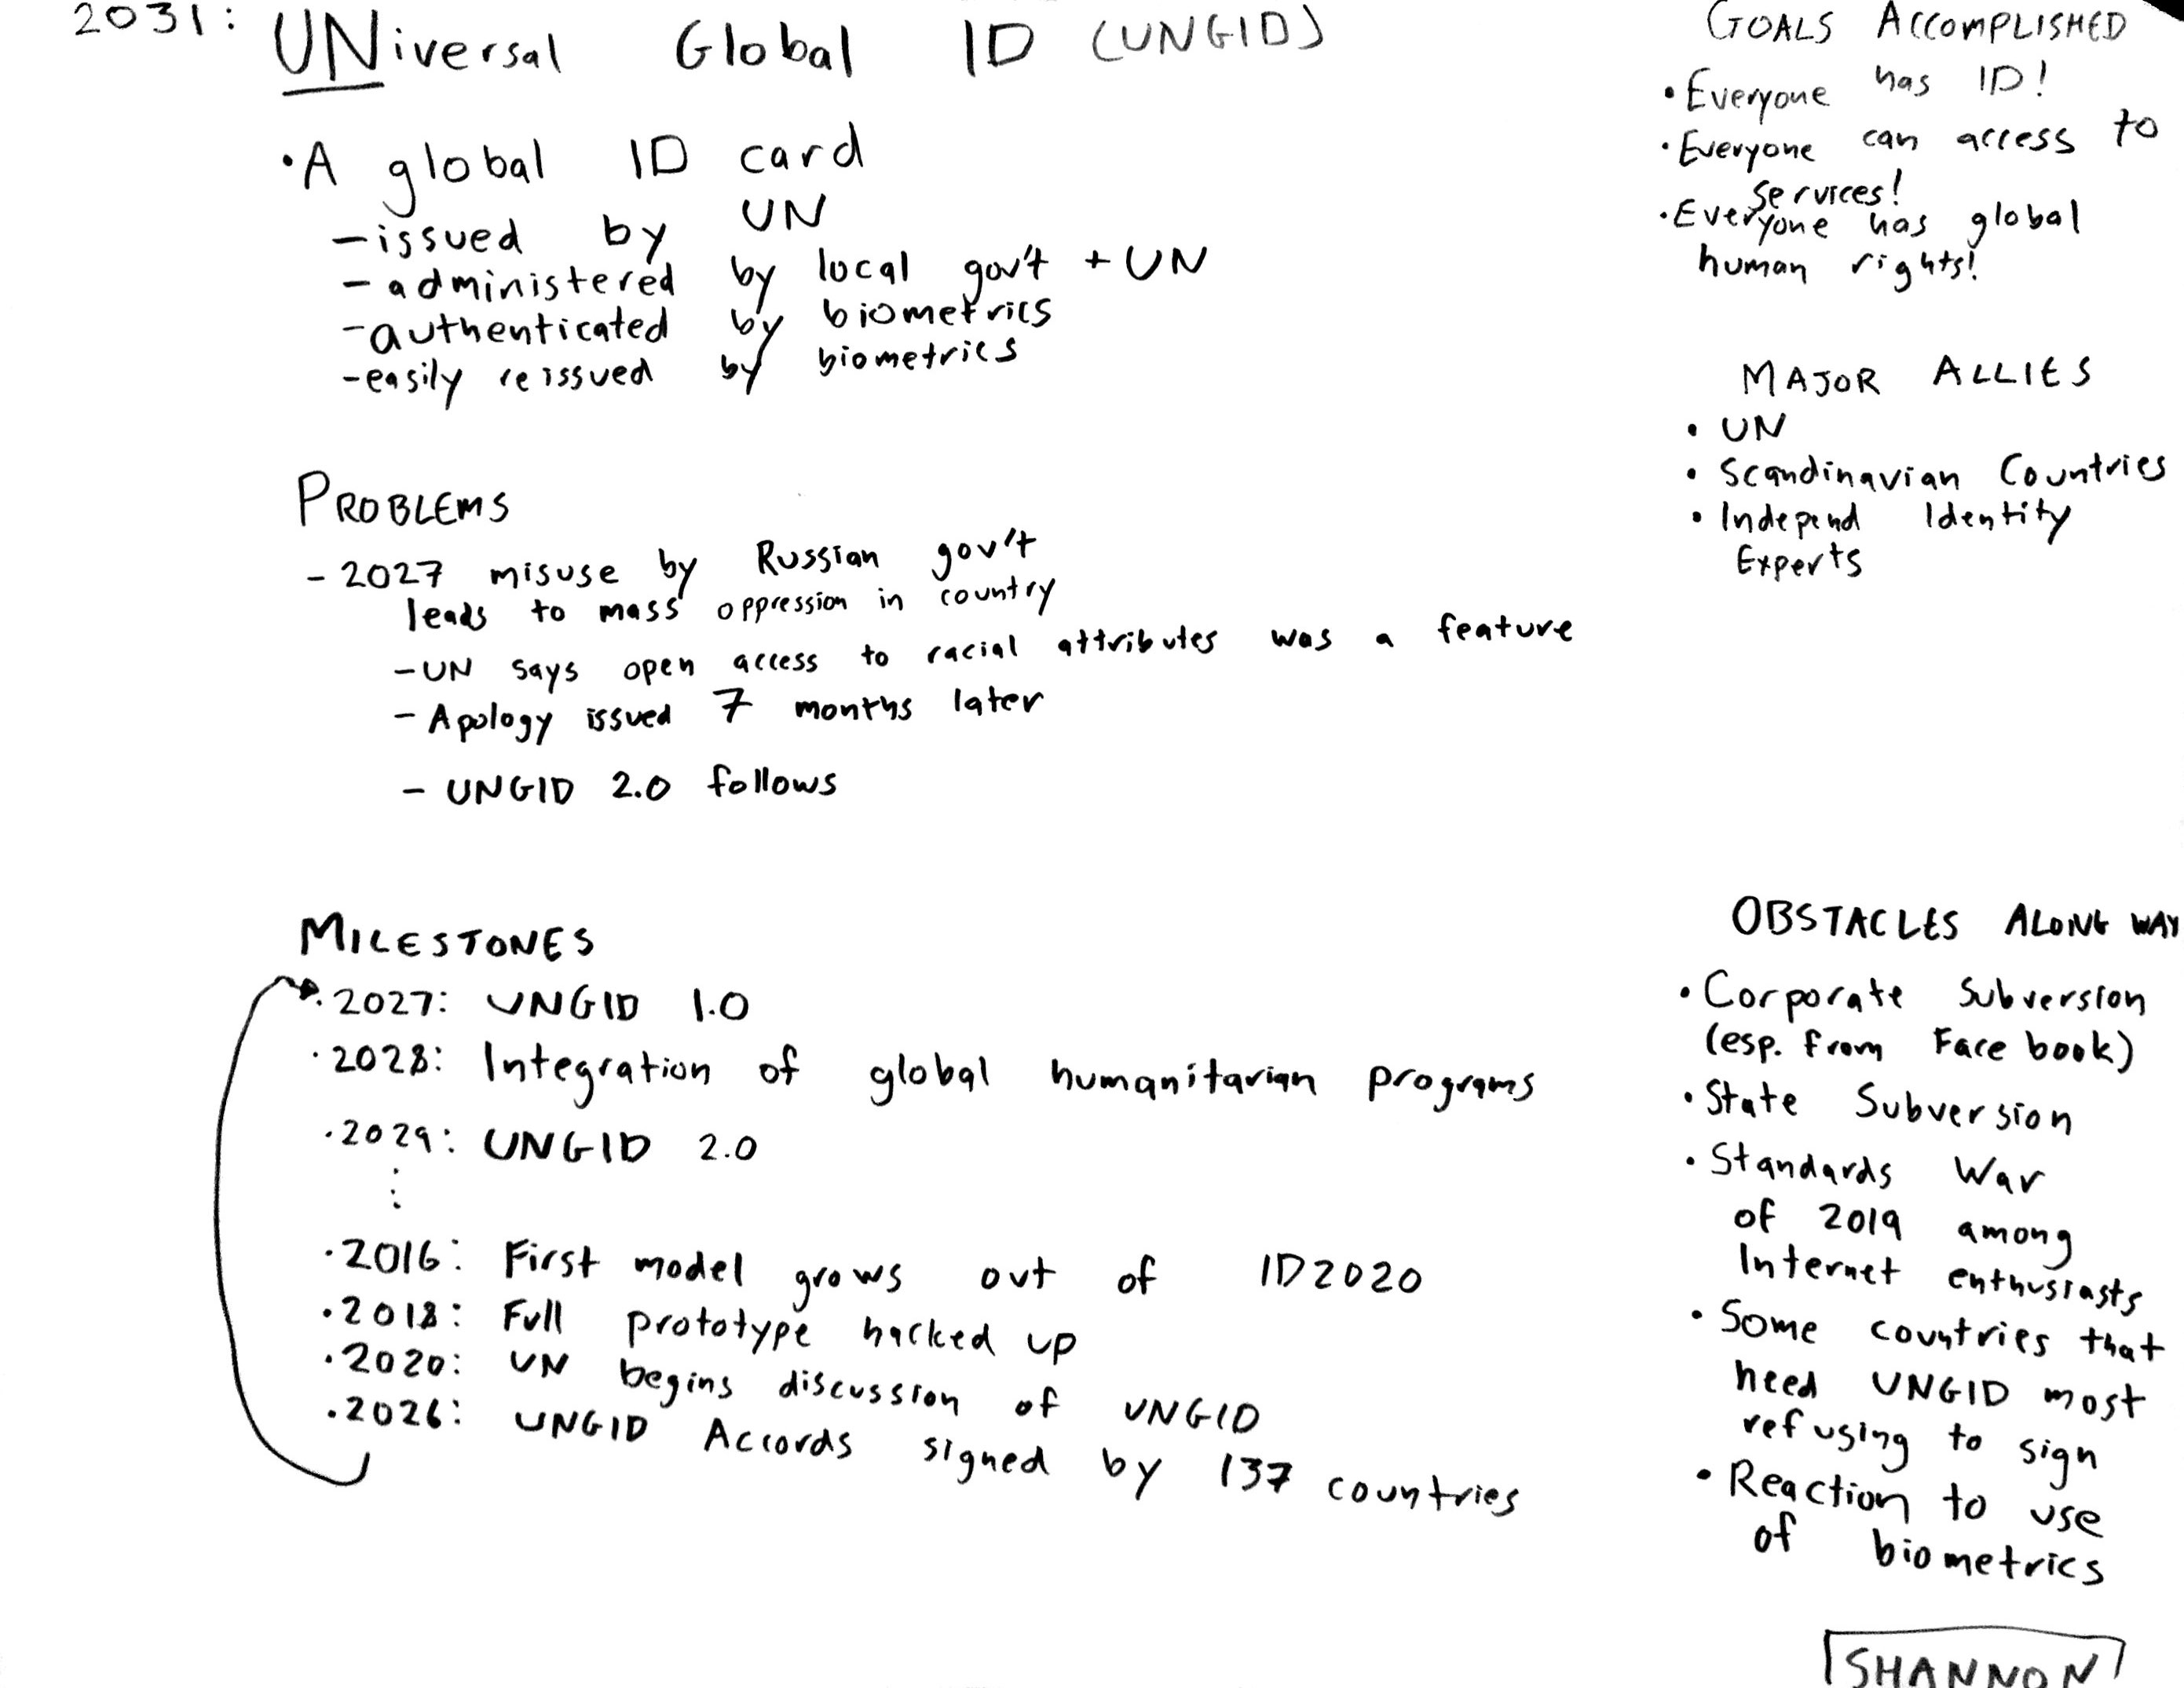 2031: UNiversal Global ID (UNGID)
• A global ID card
- issued by UN
- administered by local gov't + UN
- authenticated by biometrics
- easily reissued by biometrics
PROBLEMS
- 2027 misuse by Russian gov't
leads to mass oppression in country
- UN says open access to racial attributes was a feature
- Apology issued 7 months later
- UNGID 2.0 follows
MILESTONES
• 2027: UNGID 1.0
• 2028: Integration of global humanitarian programs
• 2029: UNGID 2.0
⋮
• 2016: First model grows out of ID2020
• 2018: Full prototype hacked up
• 2020: UN begins discussion of UNGID
• 2026: UNGID Accords signed by 137 countries
GOALS ACCOMPLISHED
• Everyone has ID!
• Everyone can access to
services!
• Everyone has global
human rights!
MAJOR ALLIES
• UN
• Scandinavian Countries
• Independ Identity
Experts
OBSTACLES ALONG WAY
• Corporate Subversion
(esp. from Facebook)
• State Subversion
• Standards War
of 2019 among
Internet enthusiasts
• Some countries that
need UNGID most
refusing to sign
• Reaction to use
of biometrics
SHANNON